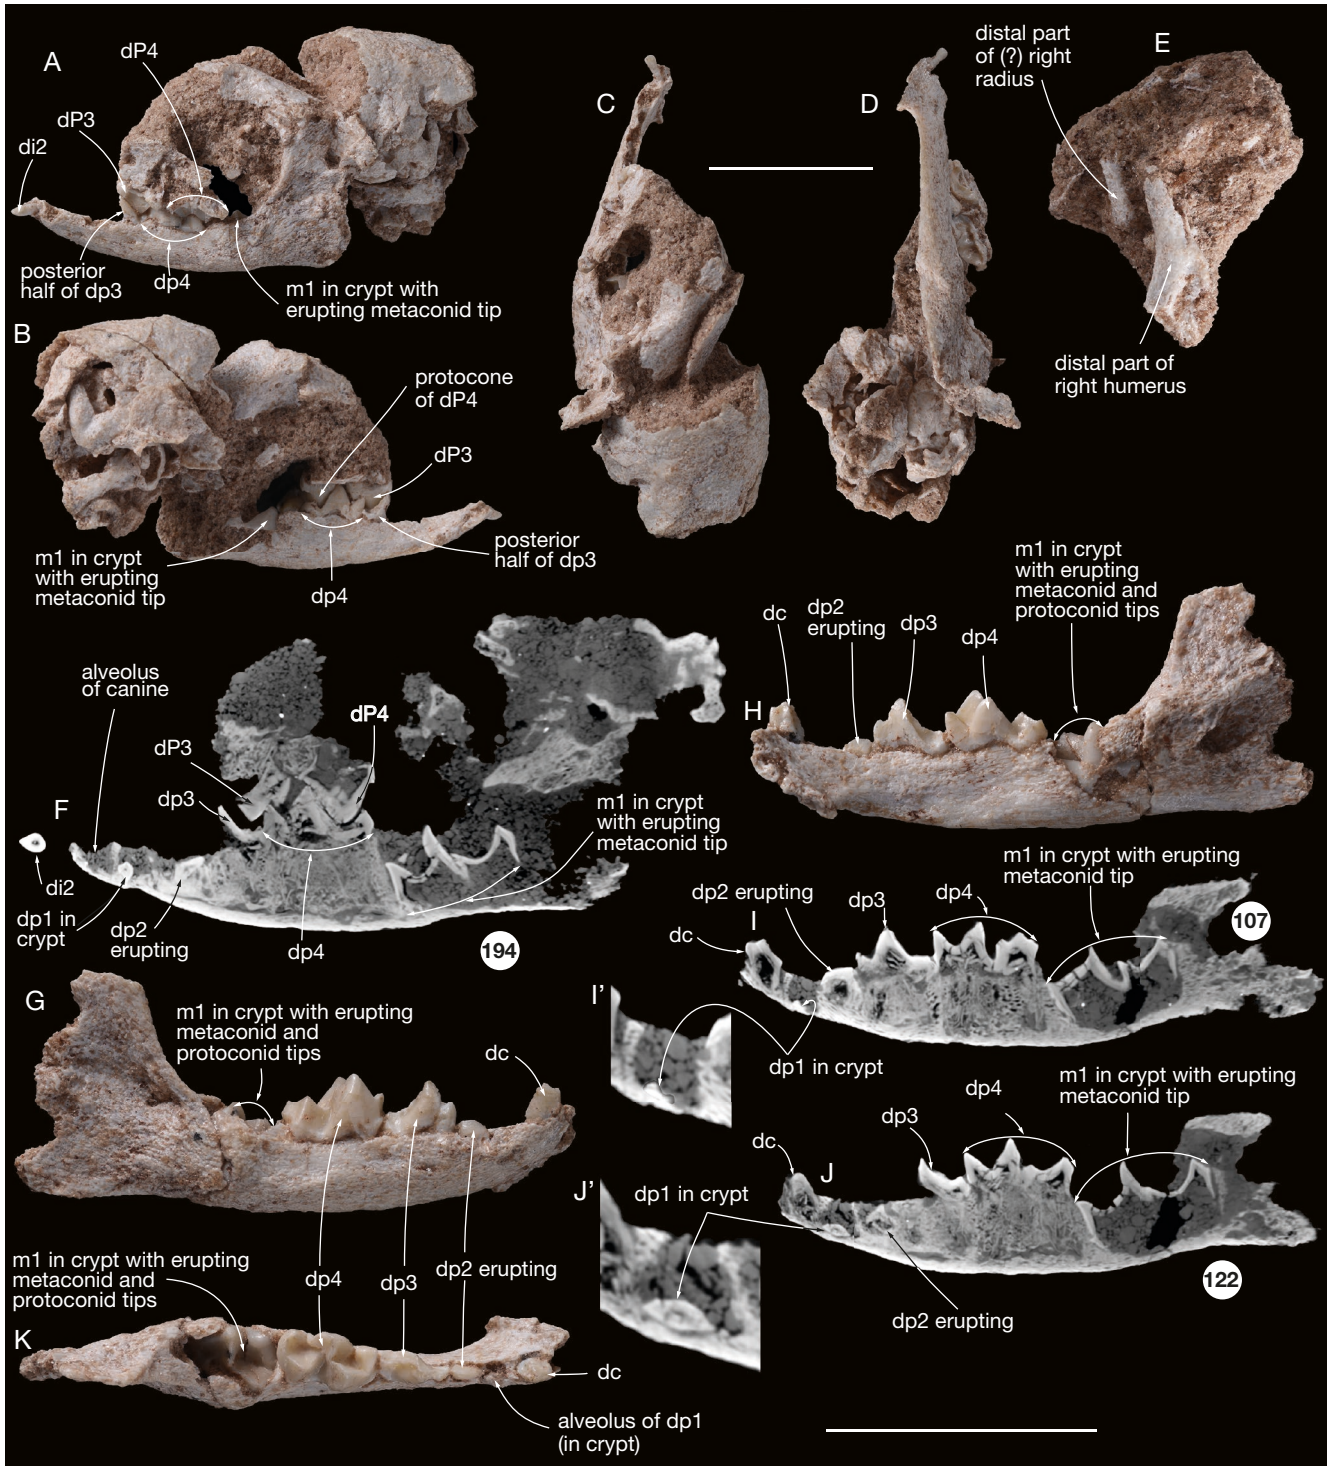 A
dP4
dP3
di2
posterior
half of dp3
dp4
m1 in crypt with
erupting metaconid tip
B
protocone
of dP4
dP3
posterior
half of dp3
m1 in crypt
with erupting
metaconid tip
dp4
C
D
E
distal part
of (?) right
radius
distal part of
right humerus
F
alveolus
of canine
dP4
dP3
dp3
di2
dp1 in
crypt
dp2
erupting
dp4
m1 in crypt
with erupting
metaconid tip
194
H
dc
dp2
erupting
dp3
dp4
m1 in crypt
with erupting
metaconid and
protoconid tips
G
m1 in crypt with erupting
metaconid and
protoconid tips
dc
I
dp2 erupting
dc
dp3
dp4
m1 in crypt with erupting
metaconid tip
107
I’
dp1 in crypt
J
dc
dp3
dp4
m1 in crypt with erupting
metaconid tip
dp2 erupting
122
J’
dp1 in crypt
K
m1 in crypt with erupting
metaconid and
protoconid tips
dp4
dp3
dp2 erupting
dc
alveolus of dp1
(in crypt)